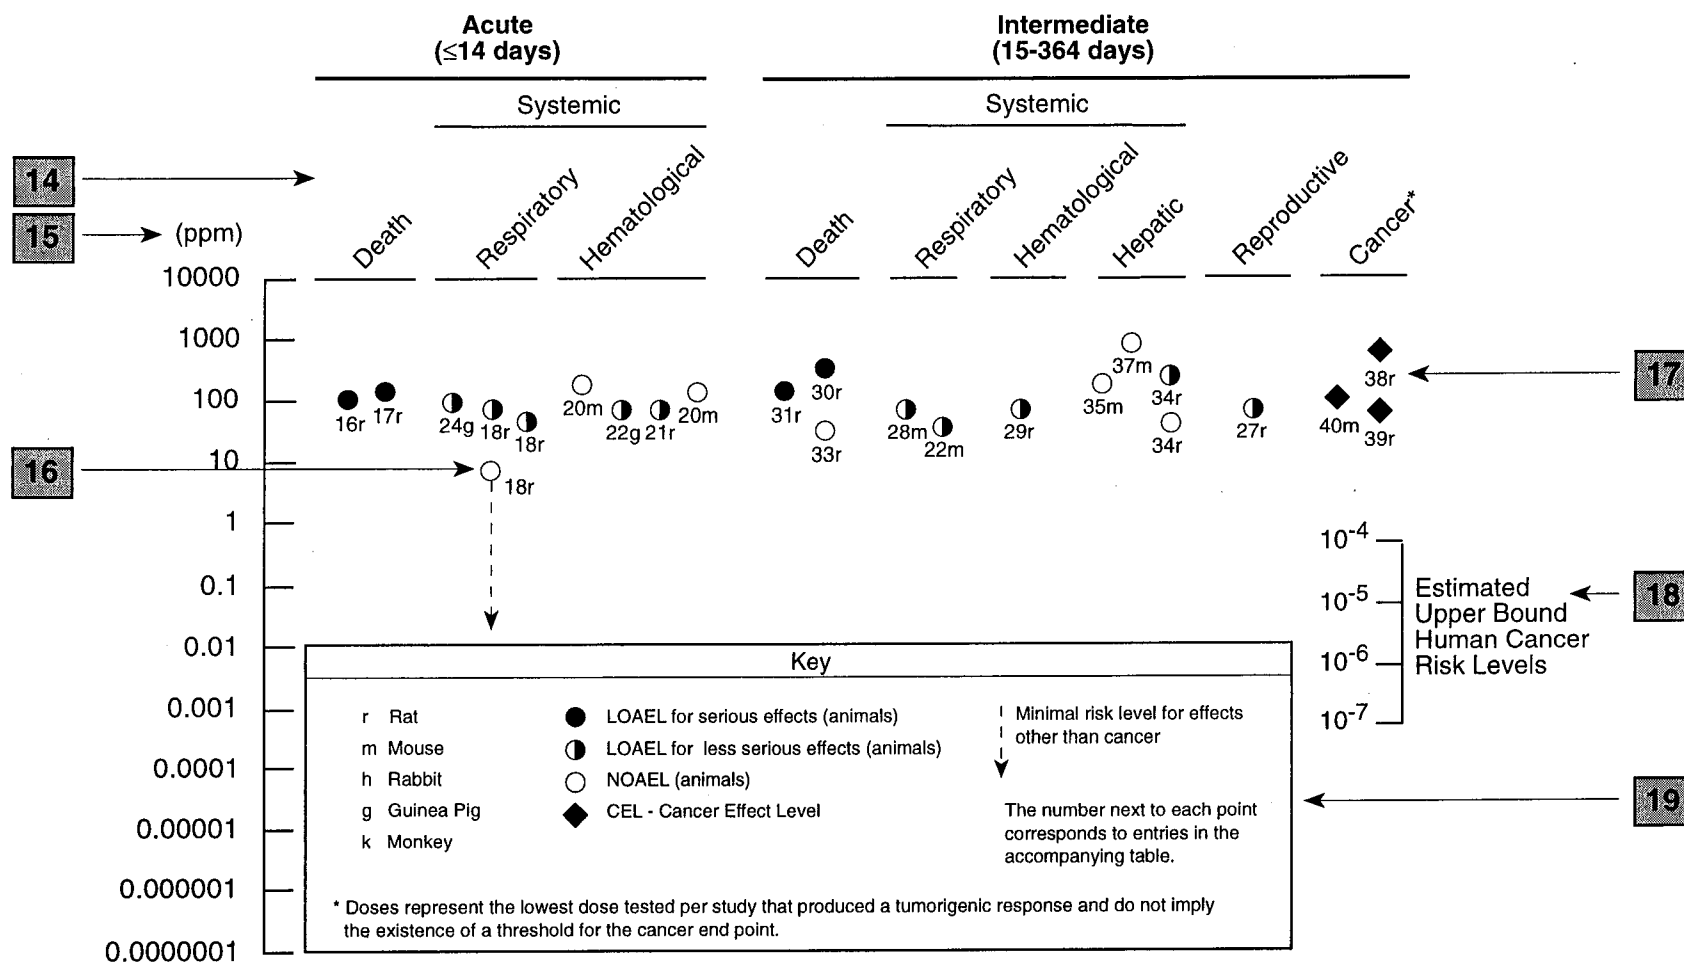 Acute
(≤14 days)
Intermediate
(15-364 days)
Systemic
Systemic
14
15
(ppm)
Death
Respiratory
Hematological
Death
Respiratory
Hematological
Hepatic
Reproductive
Cancer*
10000
1000
100
10
1
0.1
0.01
0.001
0.0001
0.00001
0.000001
0.0000001
16r
17r
24g
18r
18r
18r
20m
22g
21r
20m
31r
30r
33r
28m
22m
29r
35m
37m
34r
34r
27r
40m
38r
39r
16
17
18
19
10-4
10-5
10-6
10-7
Estimated
Upper Bound
Human Cancer
Risk Levels
Key
r Rat
m Mouse
h Rabbit
g Guinea Pig
k Monkey
LOAEL for serious effects (animals)
LOAEL for less serious effects (animals)
NOAEL (animals)
CEL - Cancer Effect Level
Minimal risk level for effects
other than cancer
The number next to each point
corresponds to entries in the
accompanying table.
* Doses represent the lowest dose tested per study that produced a tumorigenic response and do not imply
the existence of a threshold for the cancer end point.